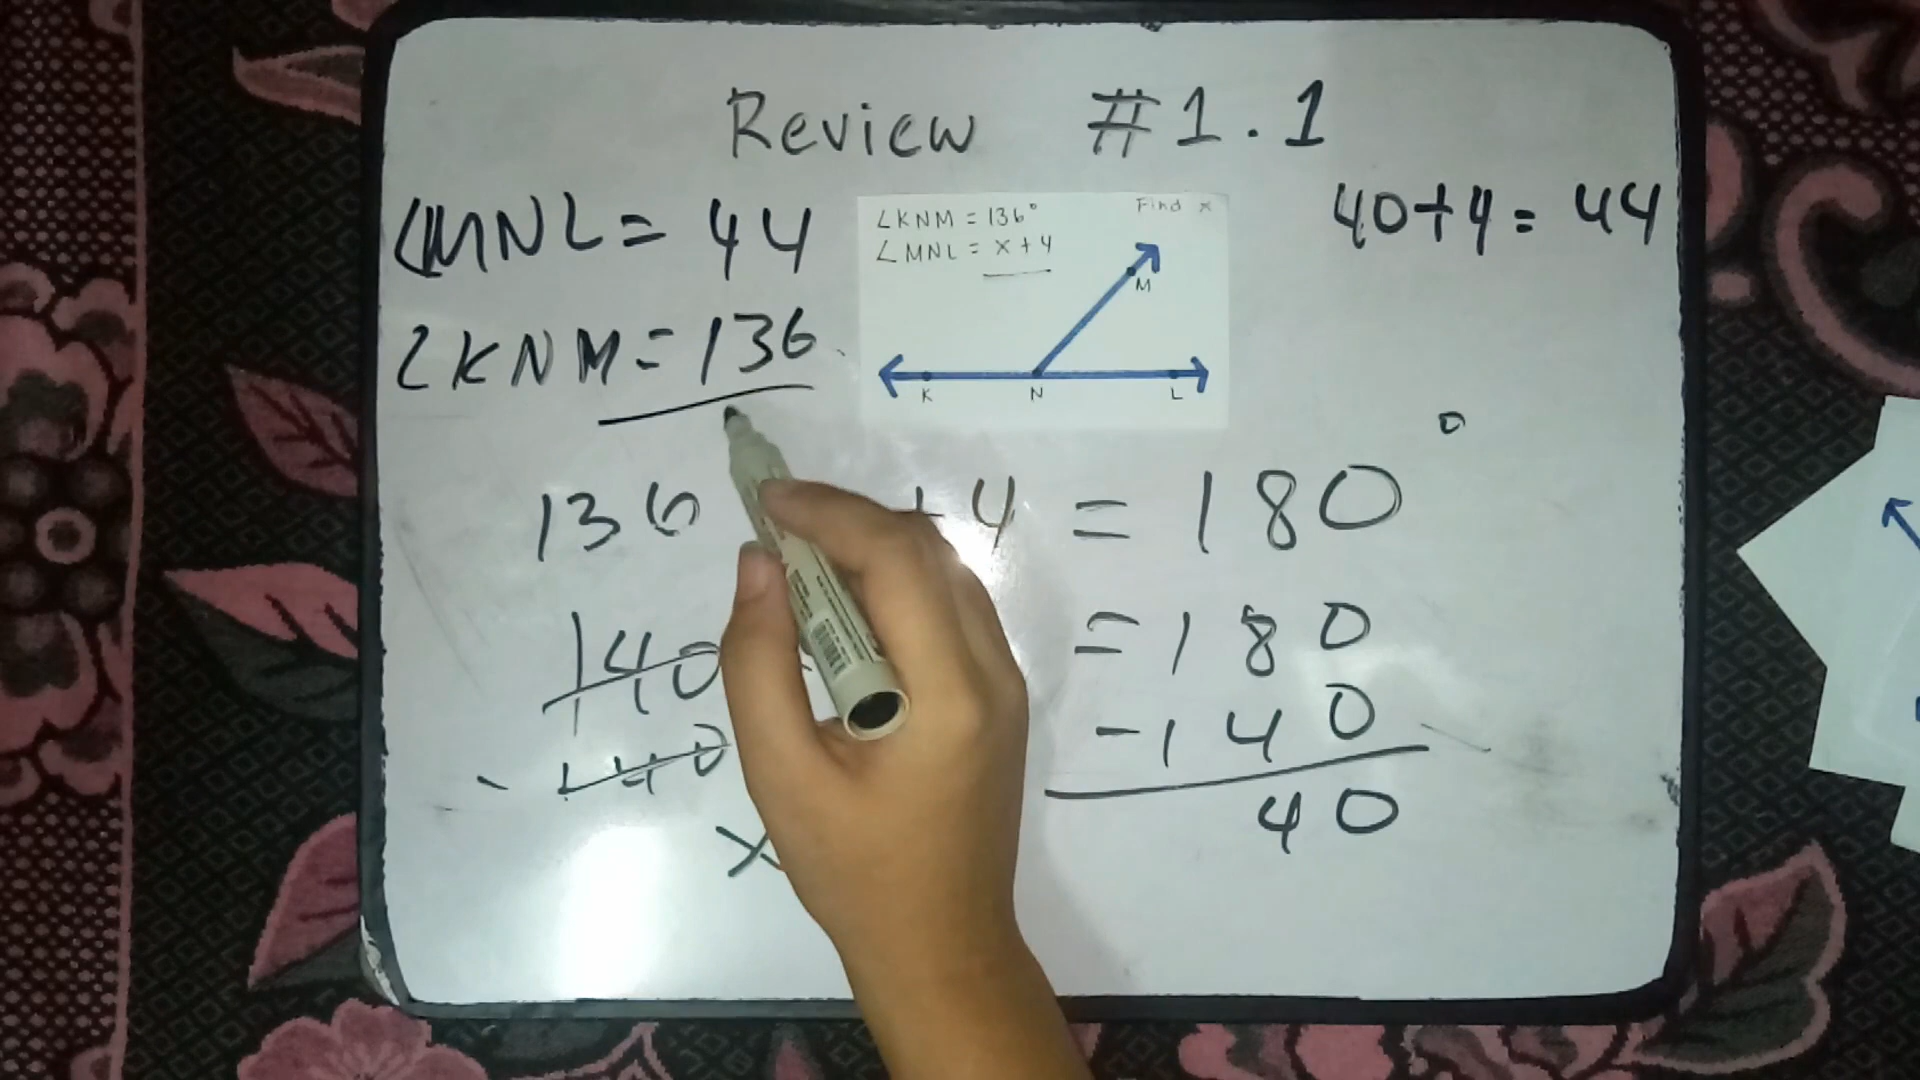 Review #1.1
∠MNL = 44
∠KNM = 136
∠KNM = 136° Find x
∠MNL = x + 4
M
K N L
40+4 = 44
136 + 4 = 180°
140 = 180
- 140 - 140
x 40